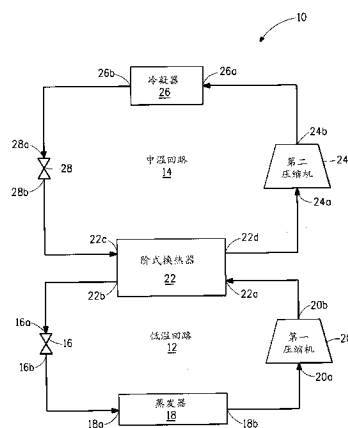 10
冷凝器
26
26b
26a
28a
28
28b
中温回路
14
24b
第二
压缩机
24
24a
22c
22d
阶式换热器
22
22b
22a
16a
16
16b
低温回路
12
20b
第一
压缩机
20
20a
蒸发器
18
18a
18b